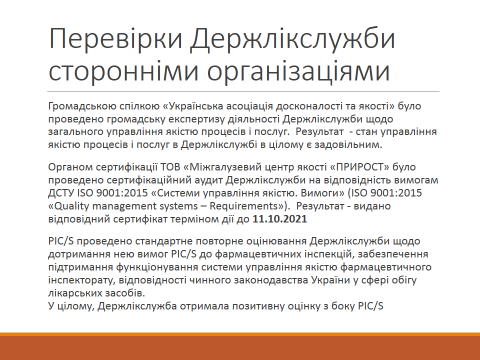 Перевірки Держлікслужби
сторонніми організаціями
Громадською спілкою «Українська асоціація досконалості та якості» було
проведено громадську експертизу діяльності Держлікслужби щодо
загального управління якістю процесів і послуг. Результат - стан управління
якістю процесів і послуг в Держлікслужбі в цілому є задовільним.
Органом сертифікації ТОВ «Міжгалузевий центр якості «ПРИРОСТ» було
проведено сертифікаційний аудит Держлікслужби на відповідність вимогам
ДСТУ ISO 9001:2015 «Системи управління якістю. Вимоги» (ISO 9001:2015
«Quality management systems – Requirements»). Результат - видано
відповідний сертифікат терміном дії до 11.10.2021
PIC/S проведено стандартне повторне оцінювання Держлікслужби щодо
дотримання нею вимог PIC/S до фармацевтичних інспекцій, забезпечення
підтримання функціонування системи управління якістю фармацевтичного
інспекторату, відповідності чинного законодавства України у сфері обігу
лікарських засобів.
У цілому, Держлікслужба отримала позитивну оцінку з боку PIC/S